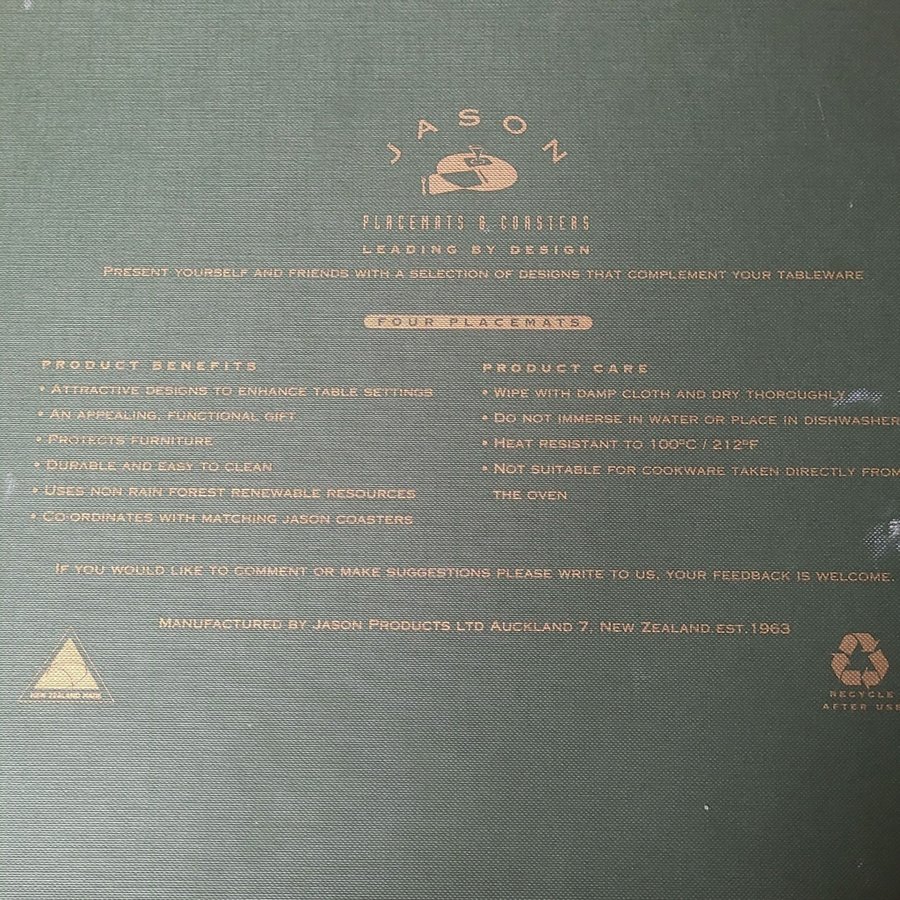 JASON
PLACEMATS & COASTERS
LEADING BY DESIGN
PRESENT YOURSELF AND FRIENDS WITH A SELECTION OF DESIGNS THAT COMPLEMENT YOUR TABLEWARE
FOUR PLACEMATS
PRODUCT BENEFITS
• ATTRACTIVE DESIGNS TO ENHANCE TABLE SETTINGS
• AN APPEALING, FUNCTIONAL GIFT
• PROTECTS FURNITURE
• DURABLE AND EASY TO CLEAN
• USES NON RAIN FOREST RENEWABLE RESOURCES
• CO-ORDINATES WITH MATCHING JASON COASTERS
PRODUCT CARE
• WIPE WITH DAMP CLOTH AND DRY THOROUGHLY
• DO NOT IMMERSE IN WATER OR PLACE IN DISHWASHER
• HEAT RESISTANT TO 100ºC / 212ºF
• NOT SUITABLE FOR COOKWARE TAKEN DIRECTLY FROM
THE OVEN
IF YOU WOULD LIKE TO COMMENT OR MAKE SUGGESTIONS PLEASE WRITE TO US, YOUR FEEDBACK IS WELCOME.
MANUFACTURED BY JASON PRODUCTS LTD AUCKLAND 7, NEW ZEALAND. EST. 1963
NEW ZEALAND MADE
RECYCLE
AFTER USE